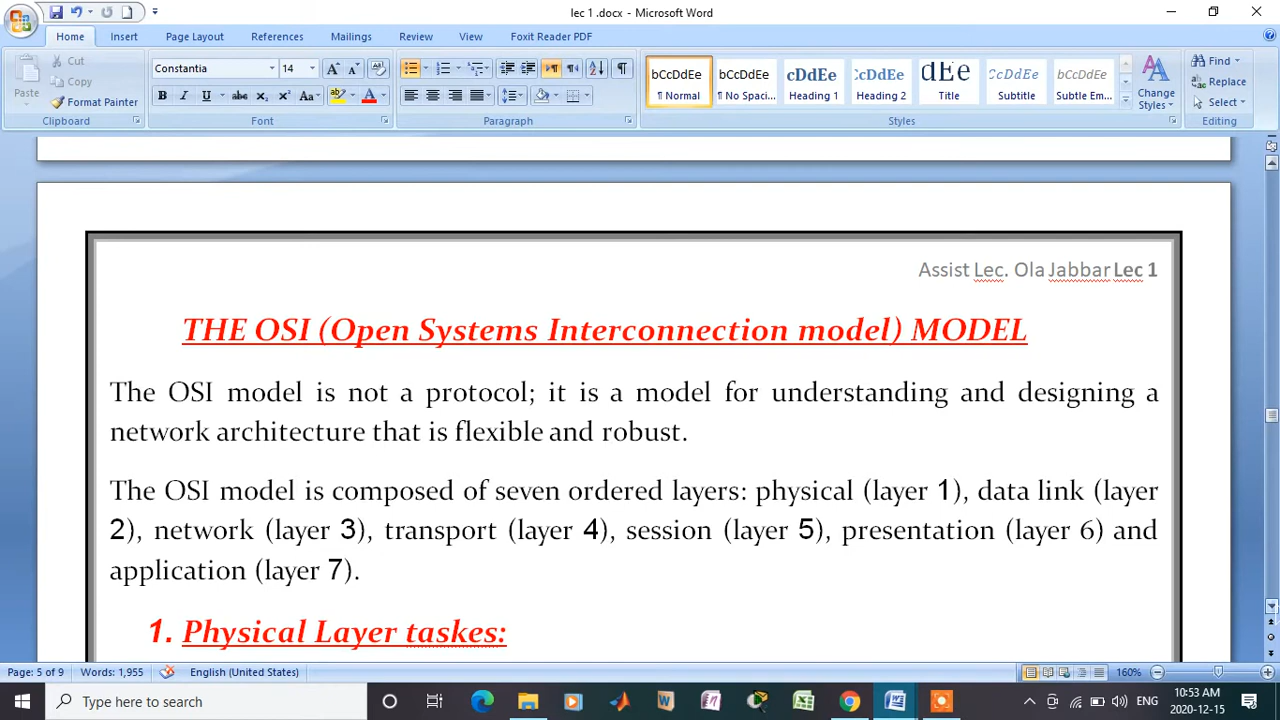 lec 1 .docx - Microsoft Word
Home Insert Page Layout References Mailings Review View Foxit Reader PDF
Paste Cut Copy Format Painter Clipboard
Constantia 14 Font
Paragraph
bCcDdEe ¶ Normal bCcDdEe ¶ No Spaci... cDdEe Heading 1 CcDdEe Heading 2 dEe Title CcDdEe Subtitle bCcDdEe Subtle Em... Change Styles Styles
Find Replace Select Editing
Assist Lec. Ola Jabbar Lec 1
THE OSI (Open Systems Interconnection model) MODEL
The OSI model is not a protocol; it is a model for understanding and designing a
network architecture that is flexible and robust.
The OSI model is composed of seven ordered layers: physical (layer 1), data link (layer
2), network (layer 3), transport (layer 4), session (layer 5), presentation (layer 6) and
application (layer 7).
1. Physical Layer taskes:
Page: 5 of 9 Words: 1,955 English (United States) 160%
Type here to search ENG 10:53 AM
2020-12-15